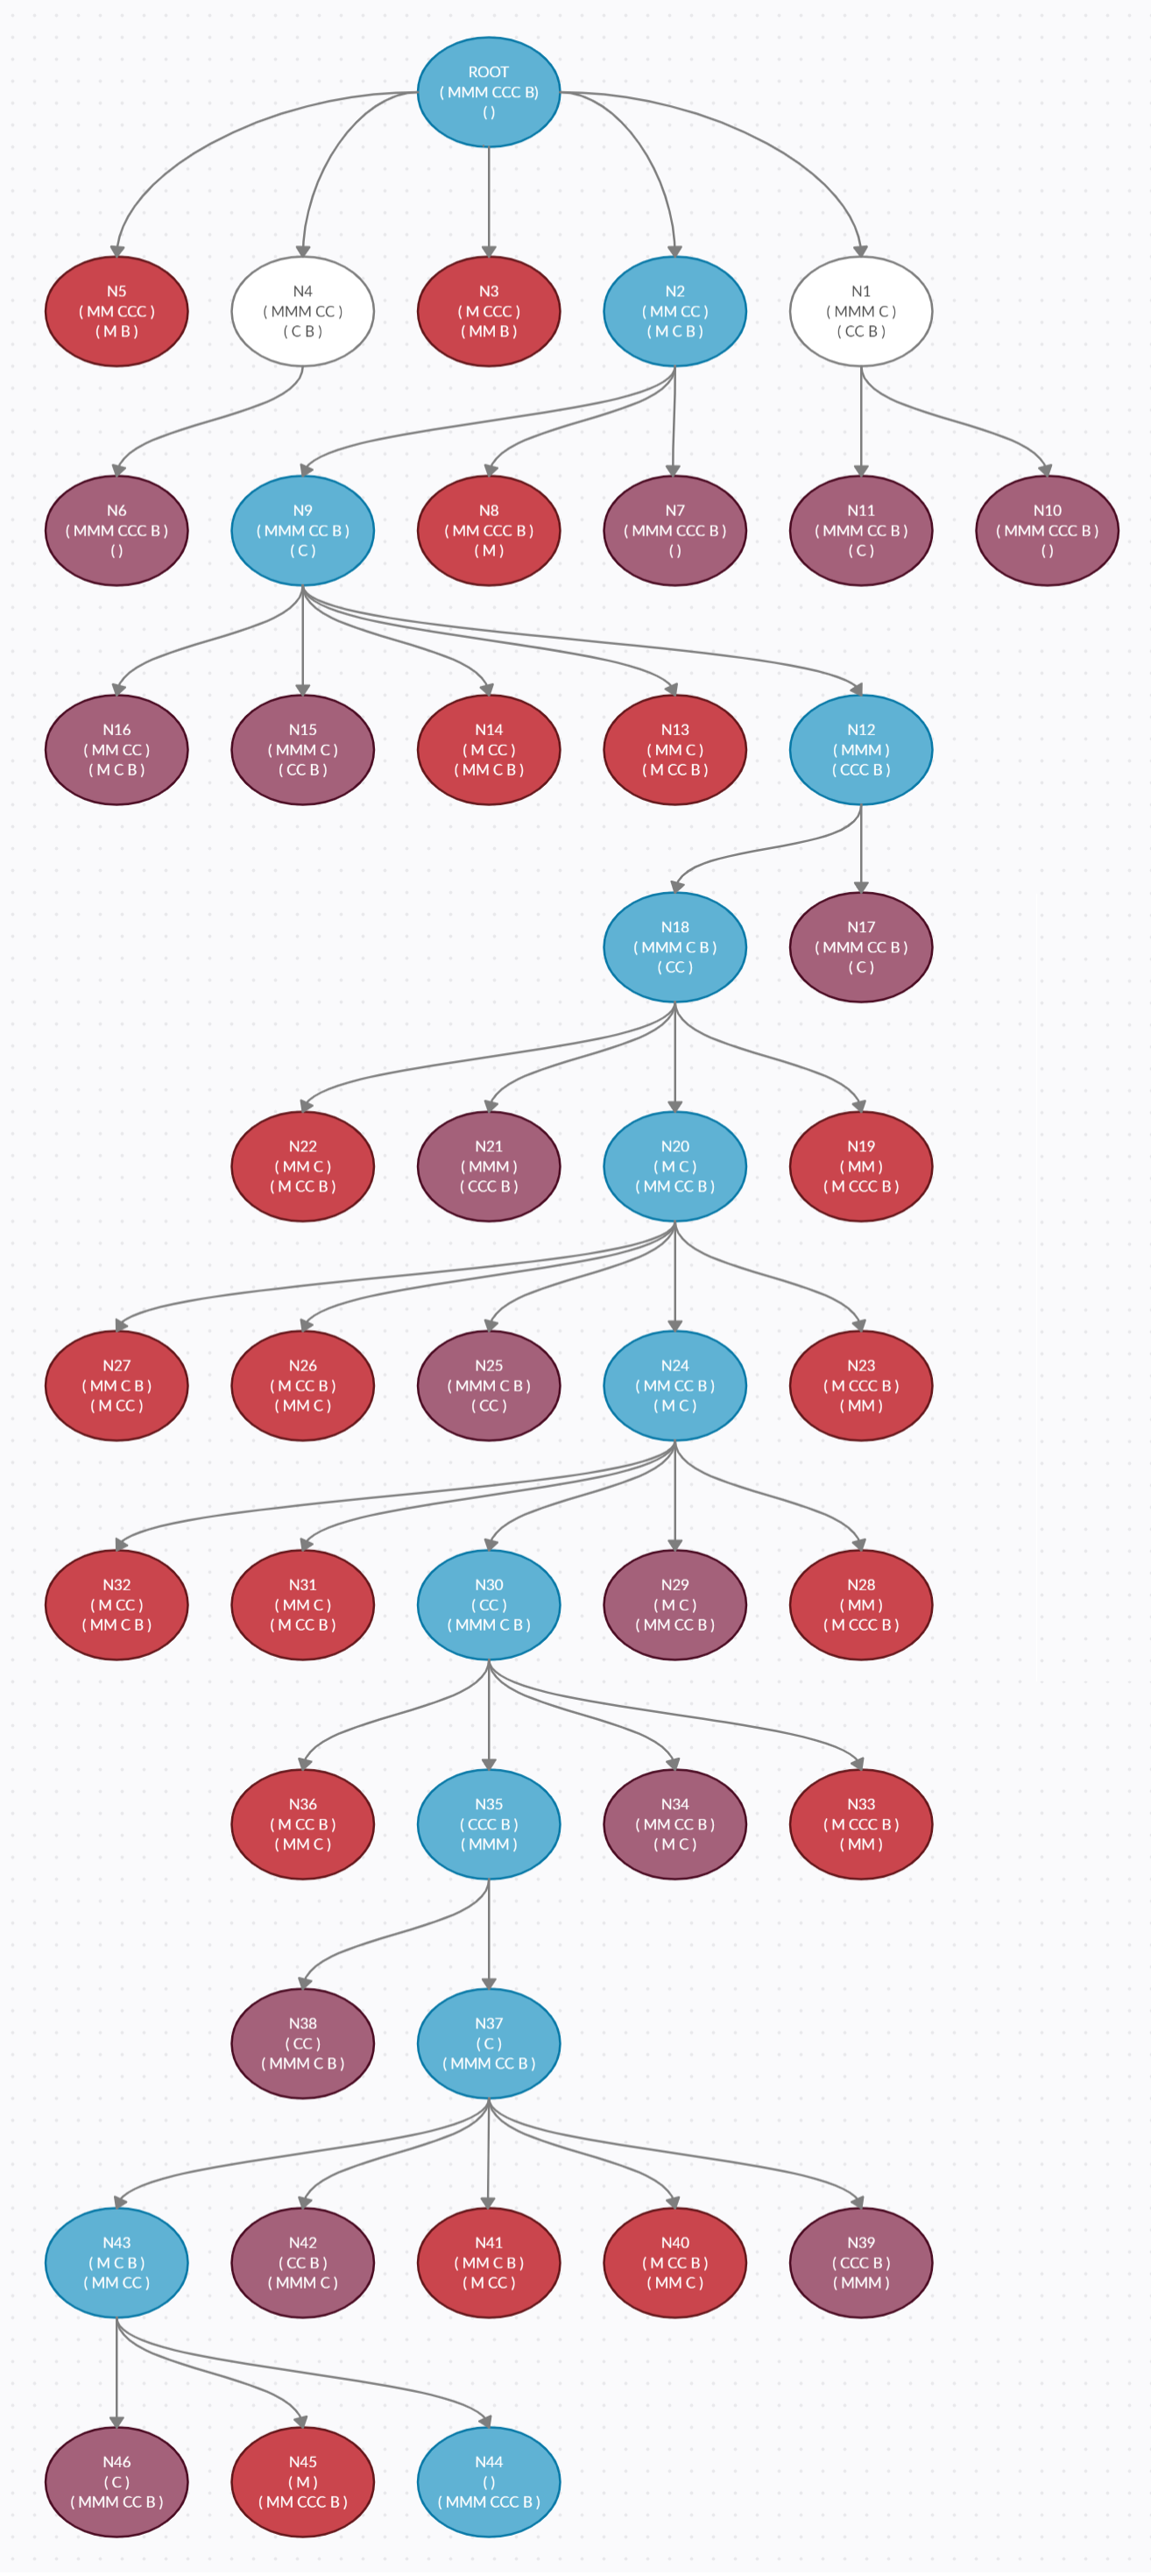 ROOT
( MMM CCC B)
( )
N5
( MM CCC )
( M B )
N4
( MMM CC )
( C B )
N3
( M CCC )
( MM B )
N2
( MM CC )
( M C B )
N1
( MMM C )
( CC B )
N6
( MMM CCC B )
( )
N9
( MMM CC B )
( C )
N8
( MM CCC B )
( M )
N7
( MMM CCC B )
( )
N11
( MMM CC B )
( C )
N10
( MMM CCC B )
( )
N16
( MM CC )
( M C B )
N15
( MMM C )
( CC B )
N14
( M CC )
( MM C B )
N13
( MM C )
( M CC B )
N12
( MMM )
( CCC B )
N18
( MMM C B )
( CC )
N17
( MMM CC B )
( C )
N22
( MM C )
( M CC B )
N21
( MMM )
( CCC B )
N20
( M C )
( MM CC B )
N19
( MM )
( M CCC B )
N27
( MM C B )
( M CC )
N26
( M CC B )
( MM C )
N25
( MMM C B )
( CC )
N24
( MM CC B )
( M C )
N23
( M CCC B )
( MM )
N32
( M CC )
( MM C B )
N31
( MM C )
( M CC B )
N30
( CC )
( MMM C B )
N29
( M C )
( MM CC B )
N28
( MM )
( M CCC B )
N36
( M CC B )
( MM C )
N35
( CCC B )
( MMM )
N34
( MM CC B )
( M C )
N33
( M CCC B )
( MM )
N38
( CC )
( MMM C B )
N37
( C )
( MMM CC B )
N43
( M C B )
( MM CC )
N42
( CC B )
( MMM C )
N41
( MM C B )
( M CC )
N40
( M CC B )
( MM C )
N39
( CCC B )
( MMM )
N46
( C )
( MMM CC B )
N45
( M )
( MM CCC B )
N44
( )
( MMM CCC B )